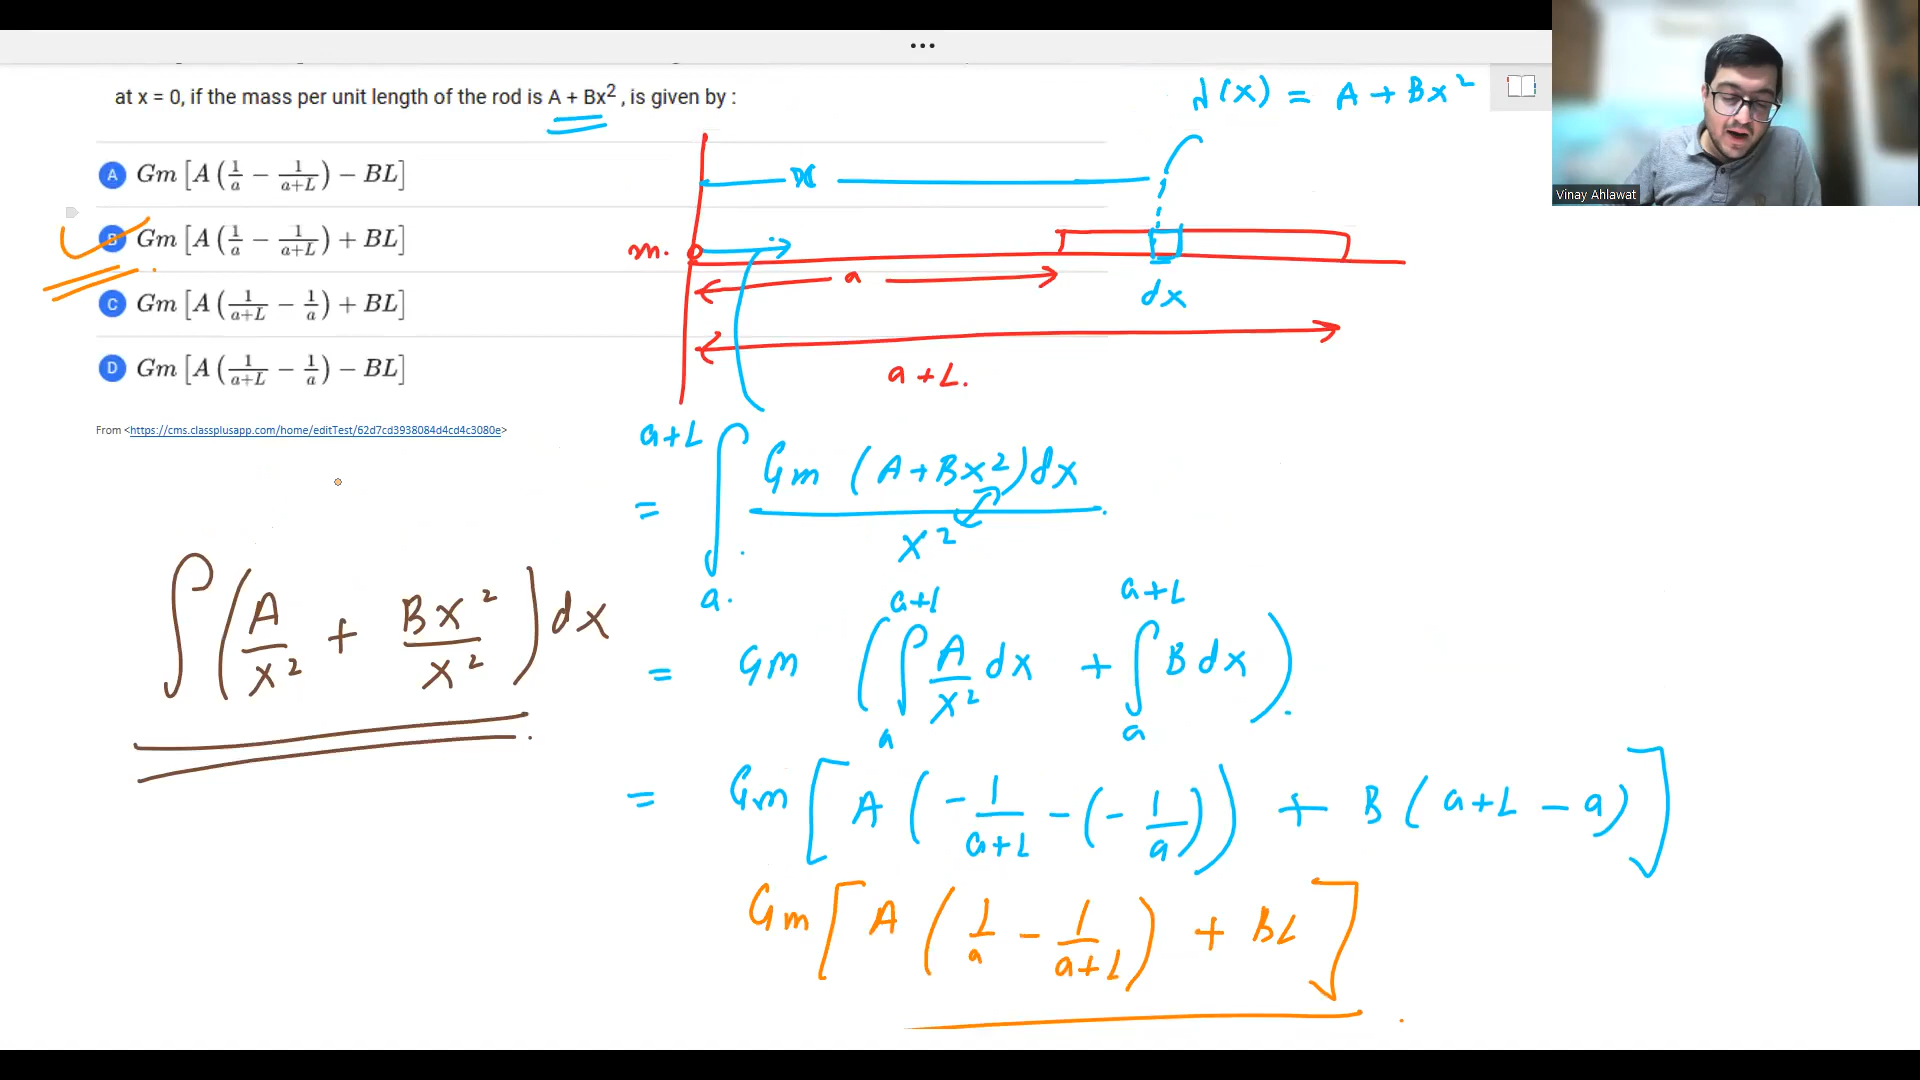 at x = 0, if the mass per unit length of the rod is A + Bx², is given by :
λ(x) = A + Bx²
A Gm [A (1/a − 1/(a+L)) − BL]
B Gm [A (1/a − 1/(a+L)) + BL]
C Gm [A (1/(a+L) − 1/a) + BL]
D Gm [A (1/(a+L) − 1/a) − BL]
From <https://cms.classplusapp.com/home/editTest/62d7cd3938084d4cd4c3080e>
x
m.
a
dx
a + L.
= ∫ₐ^(a+L) Gm (A + Bx²) dx / x²
∫ (A/x² + Bx²/x²) dx
= Gm (∫ₐ^(a+L) A/x² dx + ∫ₐ^(a+L) B dx).
= Gm [A (− 1/(a+L) − (− 1/a)) + B (a+L − a)]
Gm [A (1/a − 1/(a+L)) + BL]
Vinay Ahlawat